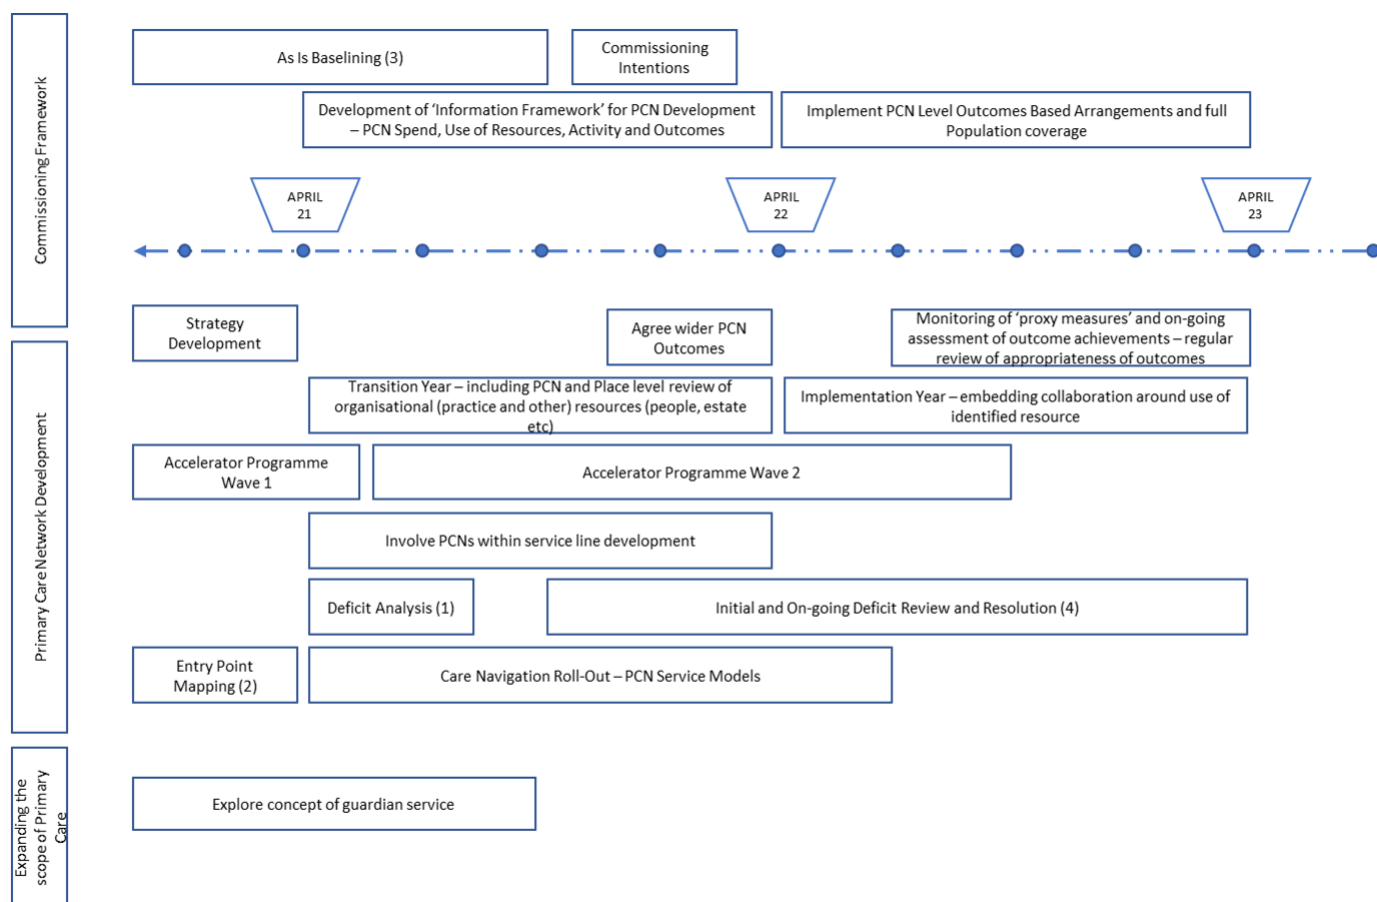 Commissioning Framework
As Is Baselining (3)
Commissioning
Intentions
Development of ‘Information Framework’ for PCN Development
– PCN Spend, Use of Resources, Activity and Outcomes
Implement PCN Level Outcomes Based Arrangements and full
Population coverage
APRIL
21
APRIL
22
APRIL
23
Primary Care Network Development
Strategy
Development
Agree wider PCN
Outcomes
Monitoring of ‘proxy measures’ and on-going
assessment of outcome achievements – regular
review of appropriateness of outcomes
Transition Year – including PCN and Place level review of
organisational (practice and other) resources (people, estate
etc)
Implementation Year – embedding collaboration around use of
identified resource
Accelerator Programme
Wave 1
Accelerator Programme Wave 2
Involve PCNs within service line development
Deficit Analysis (1)
Initial and On-going Deficit Review and Resolution (4)
Entry Point
Mapping (2)
Care Navigation Roll-Out – PCN Service Models
Expanding the
scope of Primary
Care
Explore concept of guardian service